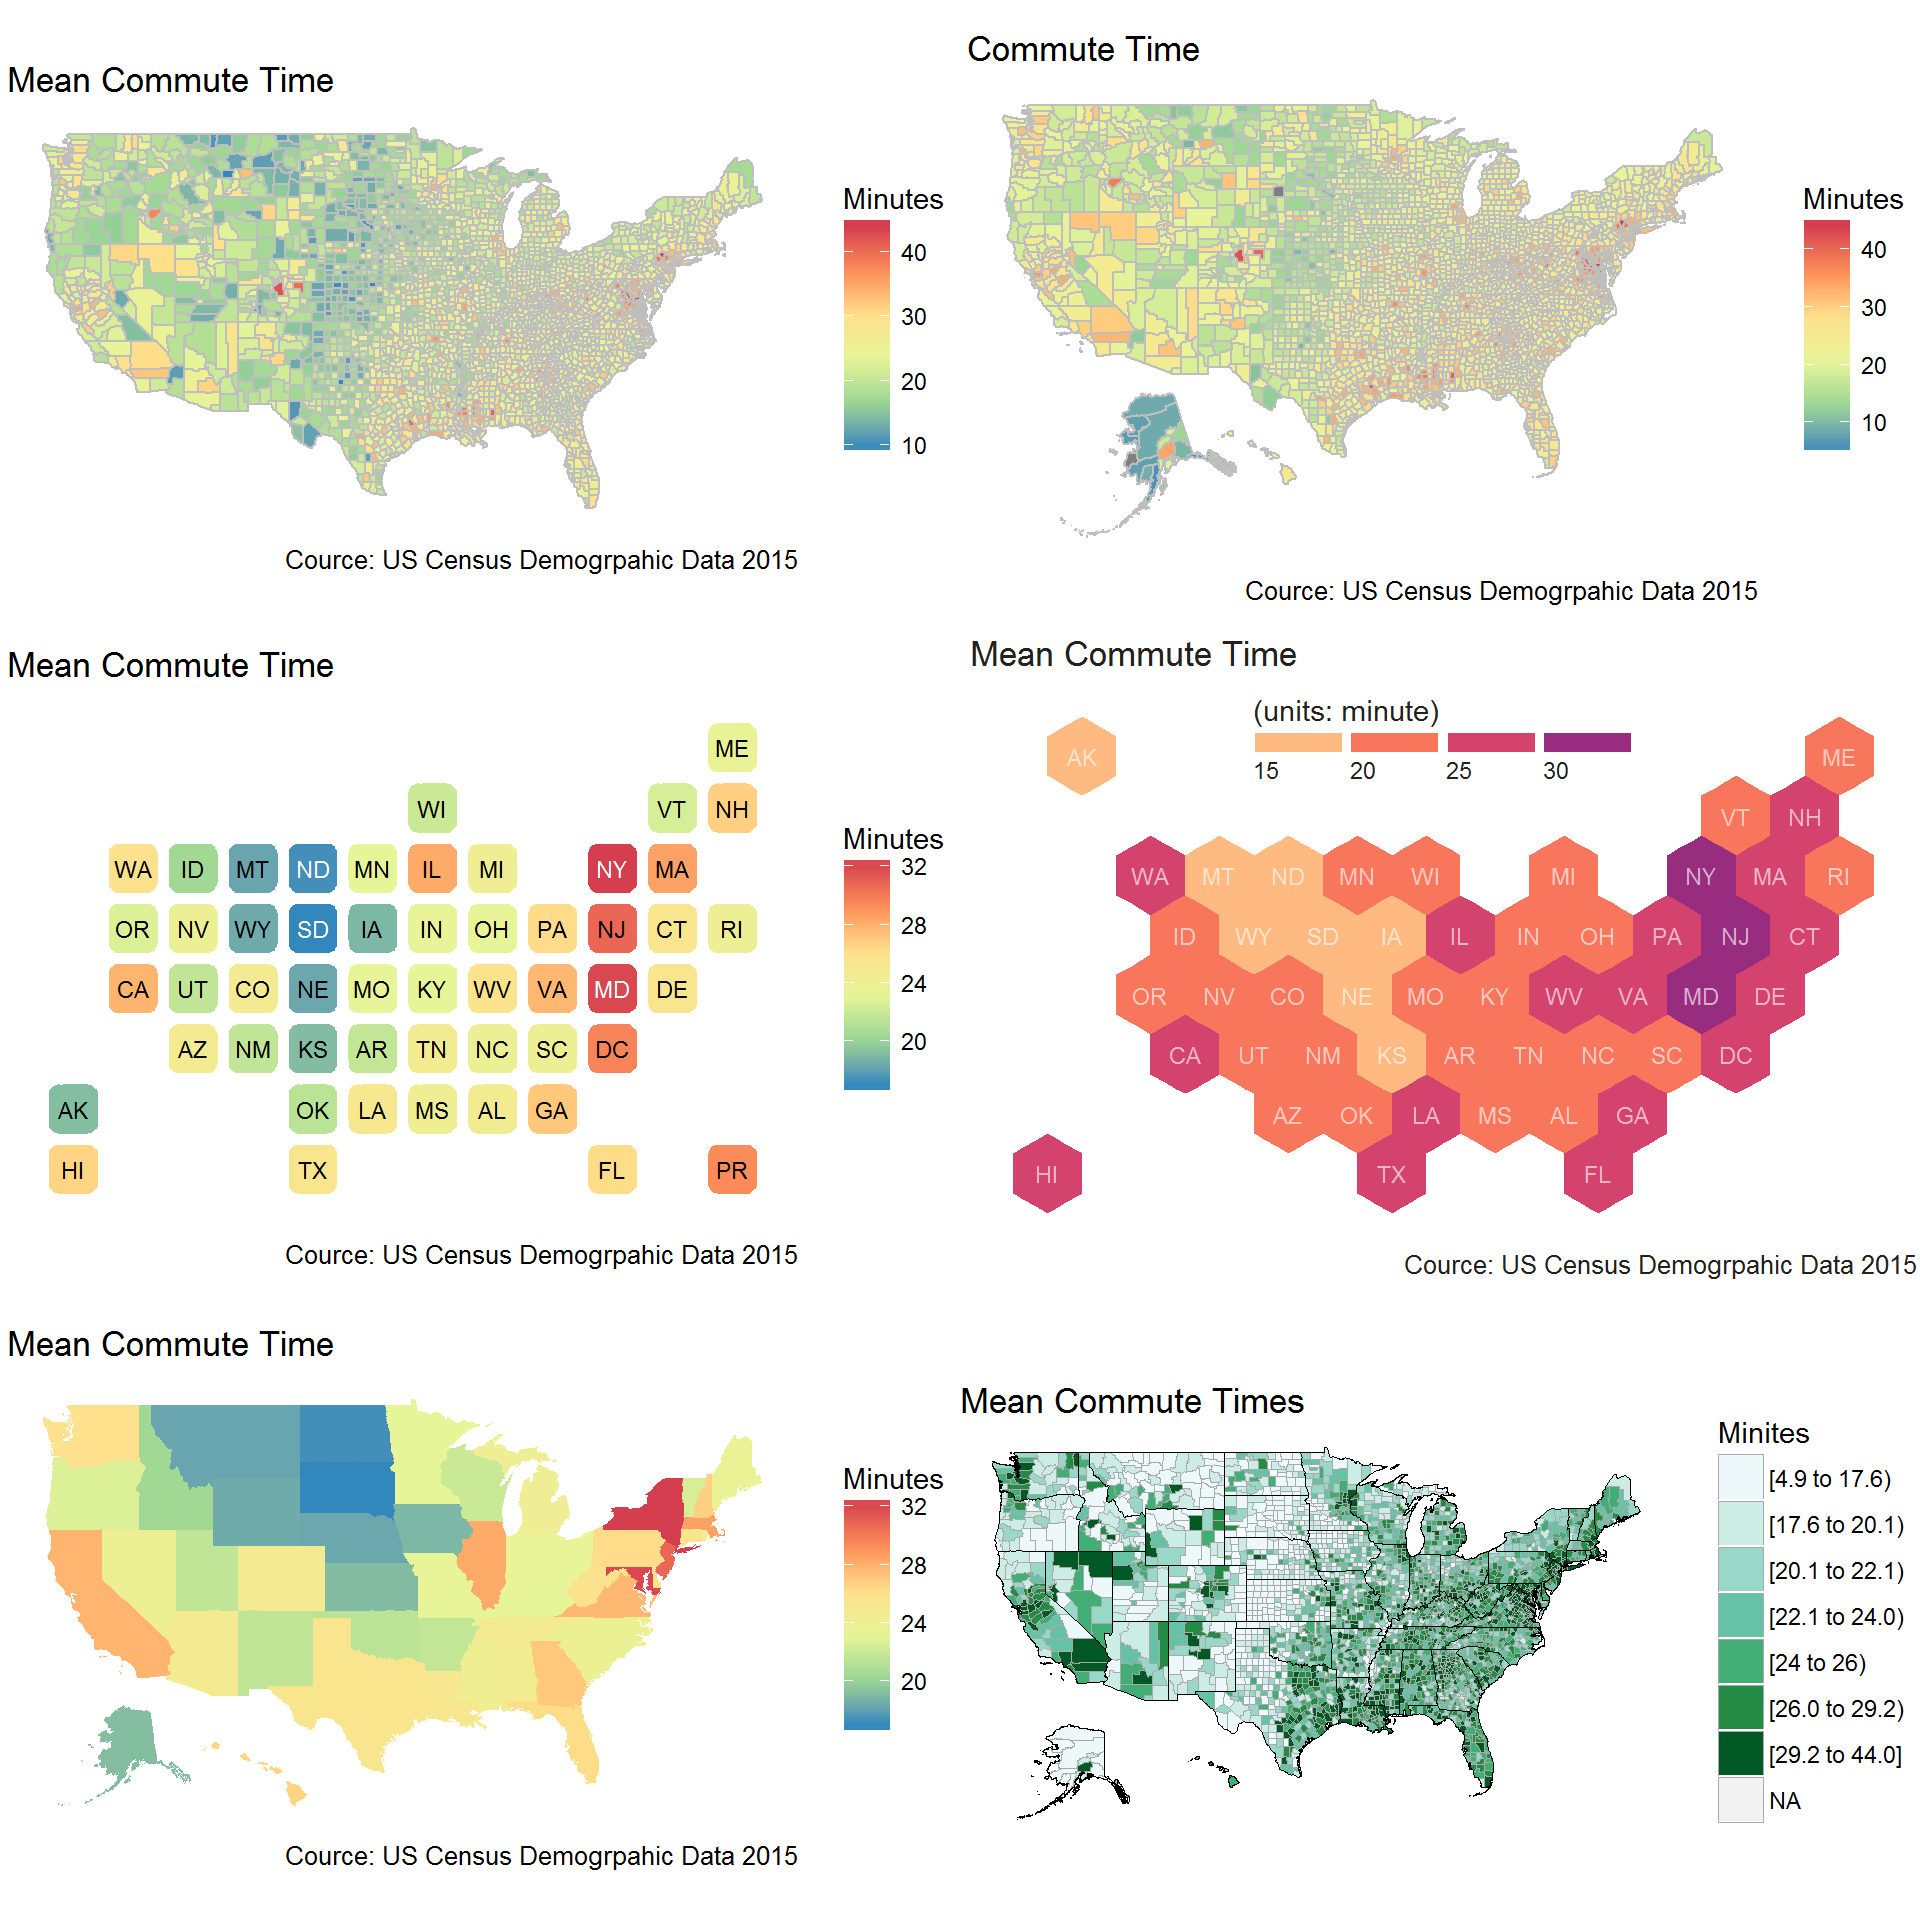 Mean Commute Time
Minutes
40
30
20
10
Cource: US Census Demogrpahic Data 2015
Commute Time
Minutes
40
30
20
10
Cource: US Census Demogrpahic Data 2015
Mean Commute Time
ME
WI VT NH
WA ID MT ND MN IL MI NY MA
OR NV WY SD IA IN OH PA NJ CT RI
CA UT CO NE MO KY WV VA MD DE
AZ NM KS AR TN NC SC DC
AK OK LA MS AL GA
HI TX FL PR
Minutes
32
28
24
20
Cource: US Census Demogrpahic Data 2015
Mean Commute Time
(units: minute)
15 20 25 30
AK ME
VT NH
WA MT ND MN WI MI NY MA RI
ID WY SD IA IL IN OH PA NJ CT
OR NV CO NE MO KY WV VA MD DE
CA UT NM KS AR TN NC SC DC
AZ OK LA MS AL GA
HI TX FL
Cource: US Census Demogrpahic Data 2015
Mean Commute Time
Minutes
32
28
24
20
Cource: US Census Demogrpahic Data 2015
Mean Commute Times
Minites
[4.9 to 17.6)
[17.6 to 20.1)
[20.1 to 22.1)
[22.1 to 24.0)
[24 to 26)
[26.0 to 29.2)
[29.2 to 44.0]
NA